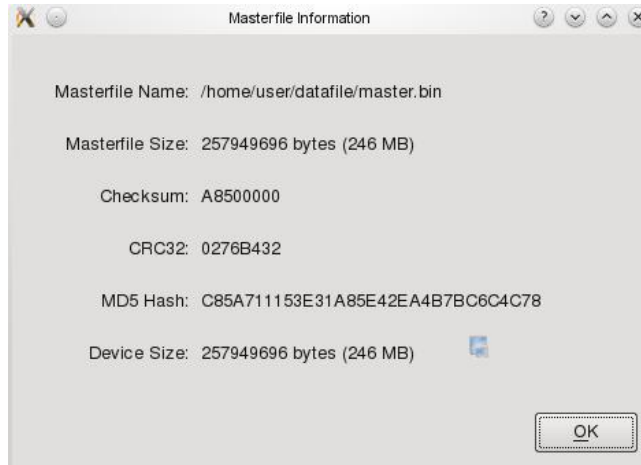 Masterfile Information
Masterfile Name: /home/user/datafile/master.bin
Masterfile Size: 257949696 bytes (246 MB)
Checksum: A8500000
CRC32: 0276B432
MD5 Hash: C85A711153E31A85E42EA4B7BC6C4C78
Device Size: 257949696 bytes (246 MB)
OK